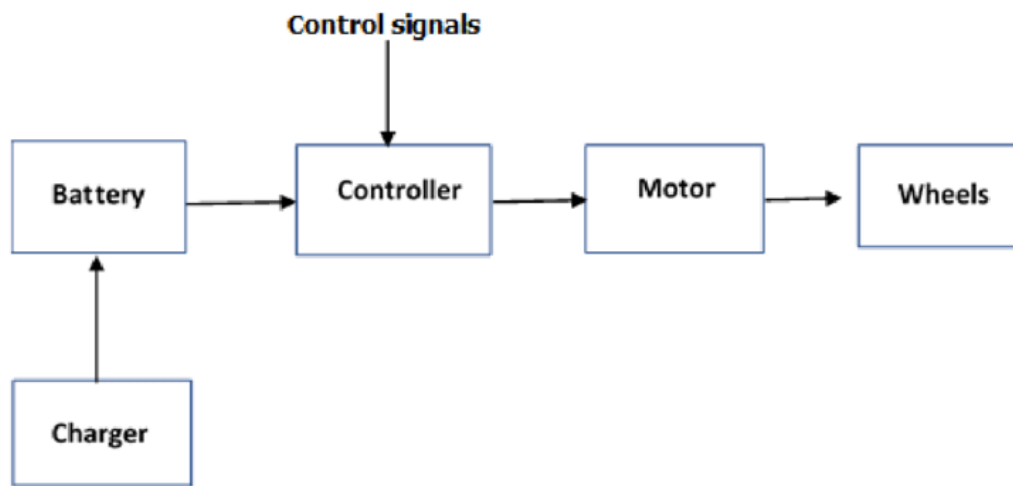 Control signals
Battery
Controller
Motor
Wheels
Charger